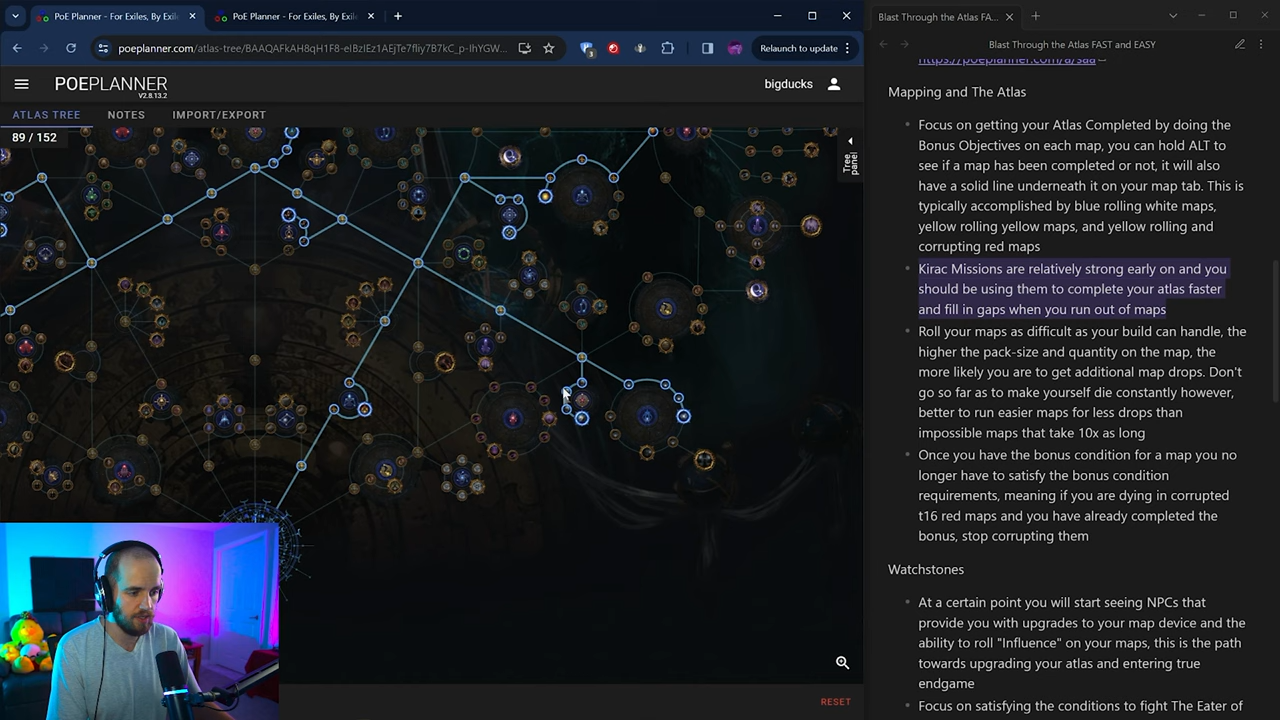 PoE Planner - For Exiles, By Exile
PoE Planner - For Exiles, By Exile
poeplanner.com/atlas-tree/
Relaunch to update
POEPLANNER
V2.8.13.2
bigducks
ATLAS TREE
NOTES
IMPORT/EXPORT
89 / 152
Tree panel
RESET
Blast Through the Atlas FA...
Blast Through the Atlas FAST and EASY
https://poeplanner.com/a/saa
Mapping and The Atlas
Focus on getting your Atlas Completed by doing the
Bonus Objectives on each map, you can hold ALT to
see if a map has been completed or not, it will also
have a solid line underneath it on your map tab. This is
typically accomplished by blue rolling white maps,
yellow rolling yellow maps, and yellow rolling and
corrupting red maps
Kirac Missions are relatively strong early on and you
should be using them to complete your atlas faster
and fill in gaps when you run out of maps
Roll your maps as difficult as your build can handle, the
higher the pack-size and quantity on the map, the
more likely you are to get additional map drops. Don't
go so far as to make yourself die constantly however,
better to run easier maps for less drops than
impossible maps that take 10x as long
Once you have the bonus condition for a map you no
longer have to satisfy the bonus condition
requirements, meaning if you are dying in corrupted
t16 red maps and you have already completed the
bonus, stop corrupting them
Watchstones
At a certain point you will start seeing NPCs that
provide you with upgrades to your map device and the
ability to roll "Influence" on your maps, this is the path
towards upgrading your atlas and entering true
endgame
Focus on satisfying the conditions to fight The Eater of